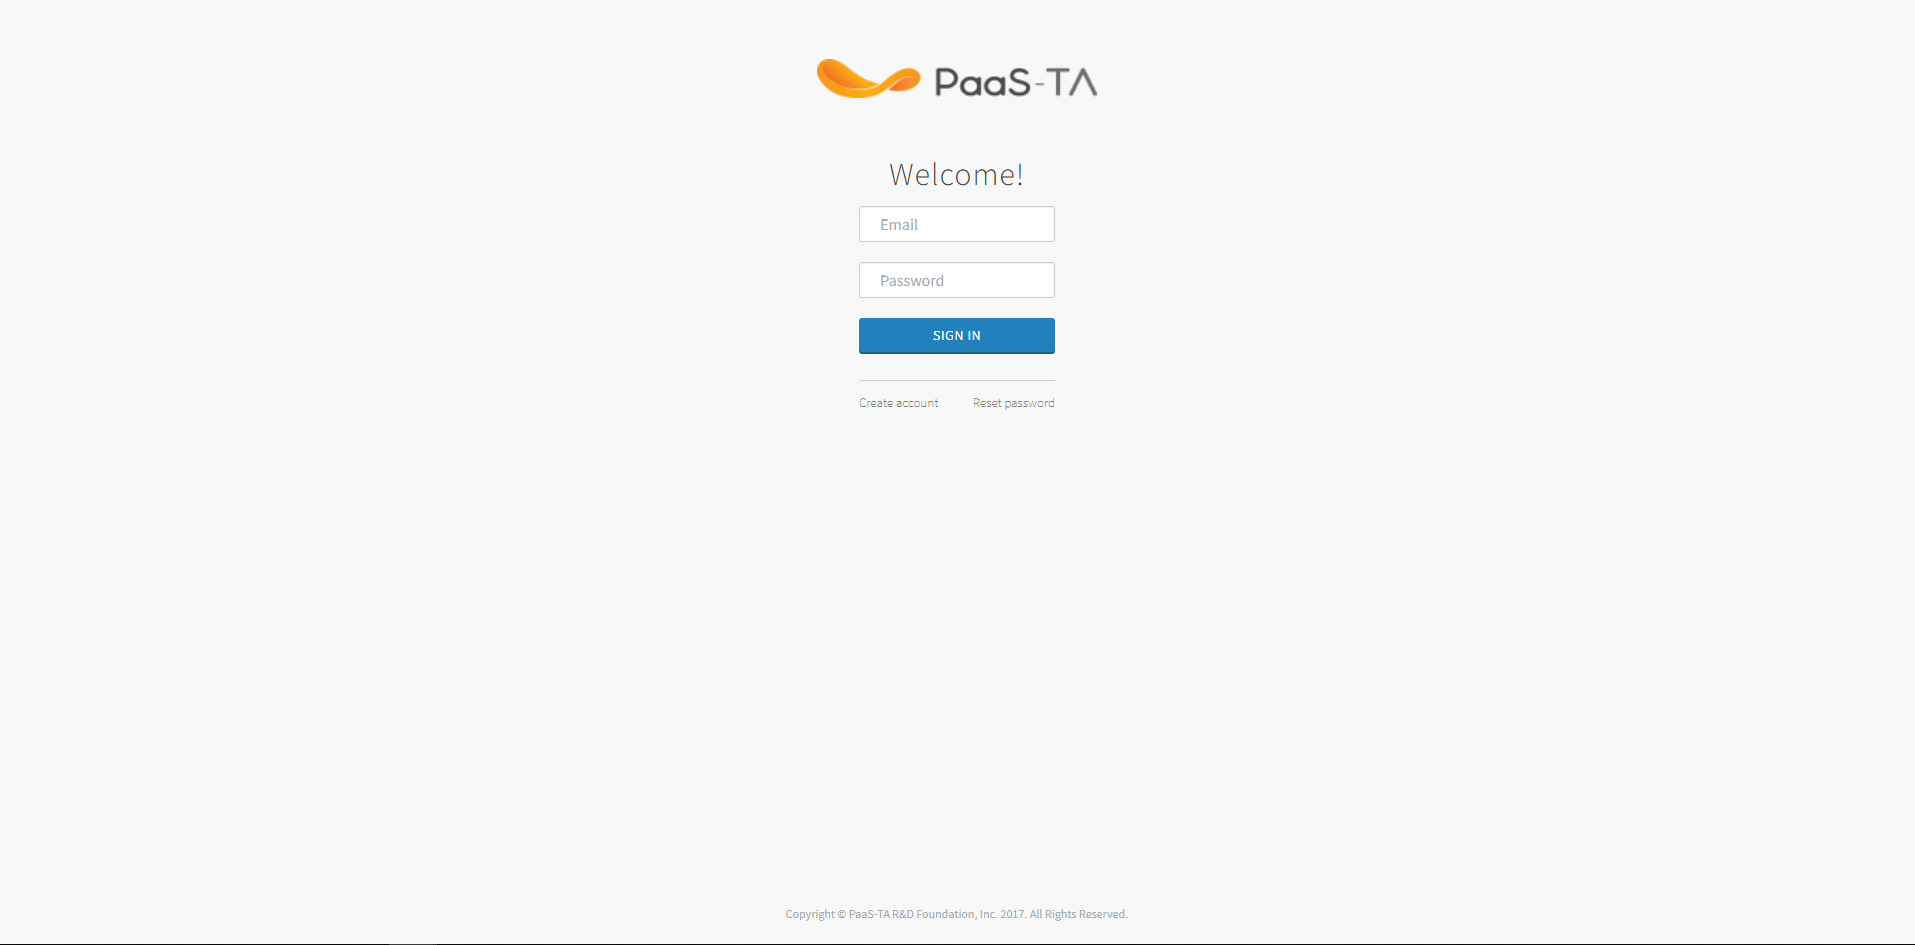 PaaS-TA
Welcome!
Email
Password
SIGN IN
Create account Reset password
Copyright © PaaS-TA R&D Foundation, Inc. 2017. All Rights Reserved.